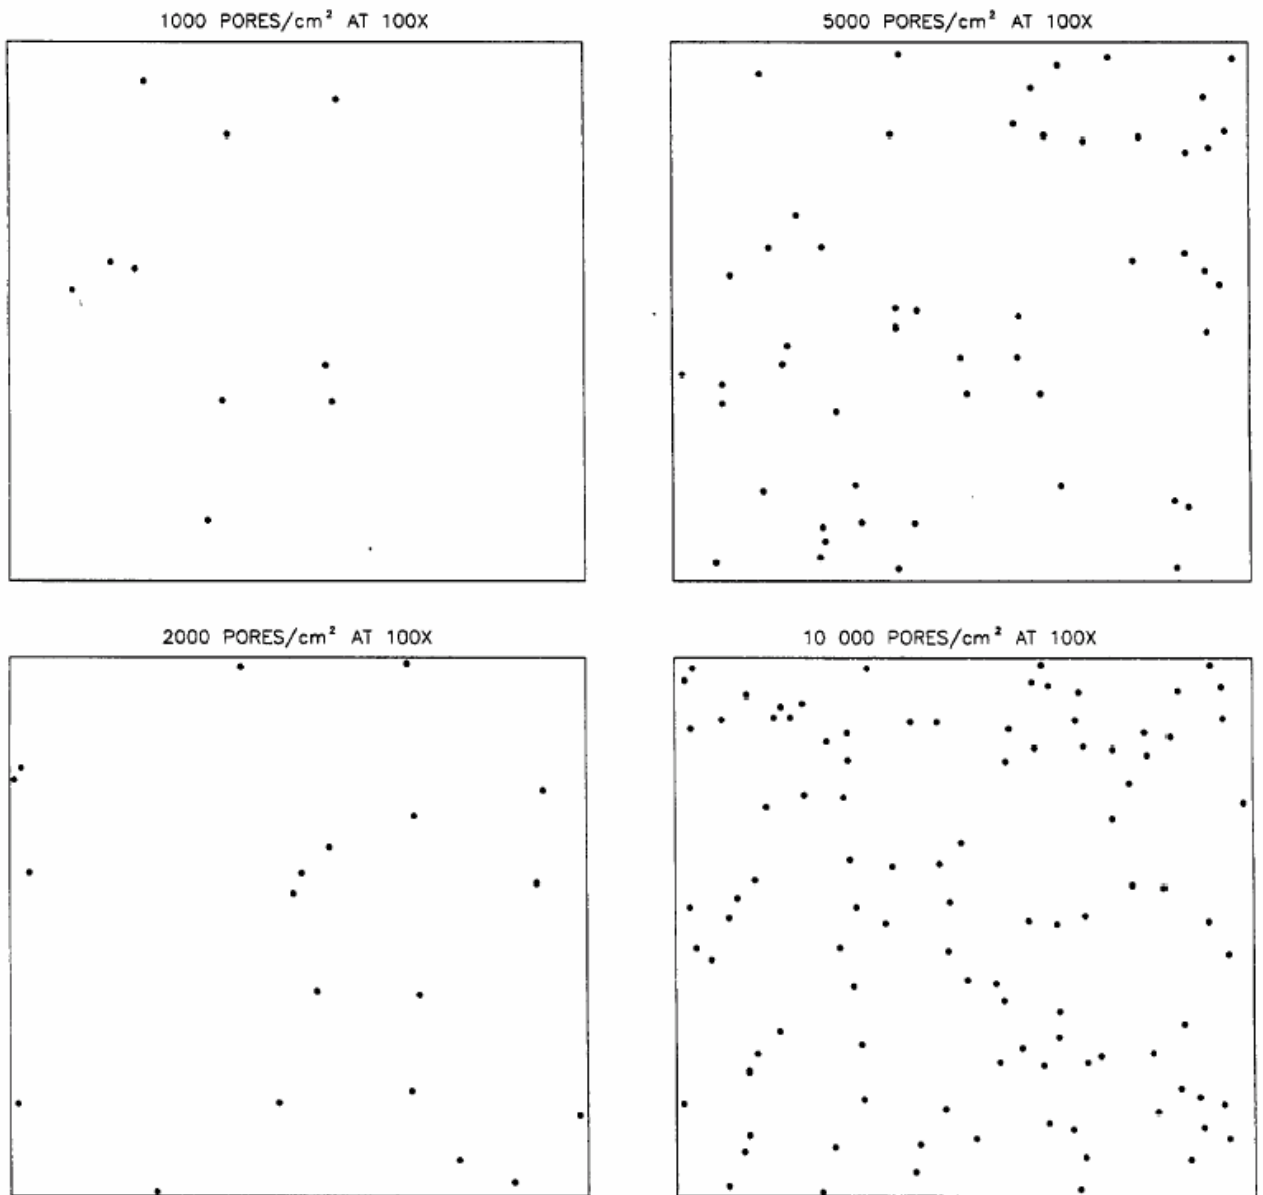 1000 PORES/cm² AT 100X
5000 PORES/cm² AT 100X
2000 PORES/cm² AT 100X
10 000 PORES/cm² AT 100X